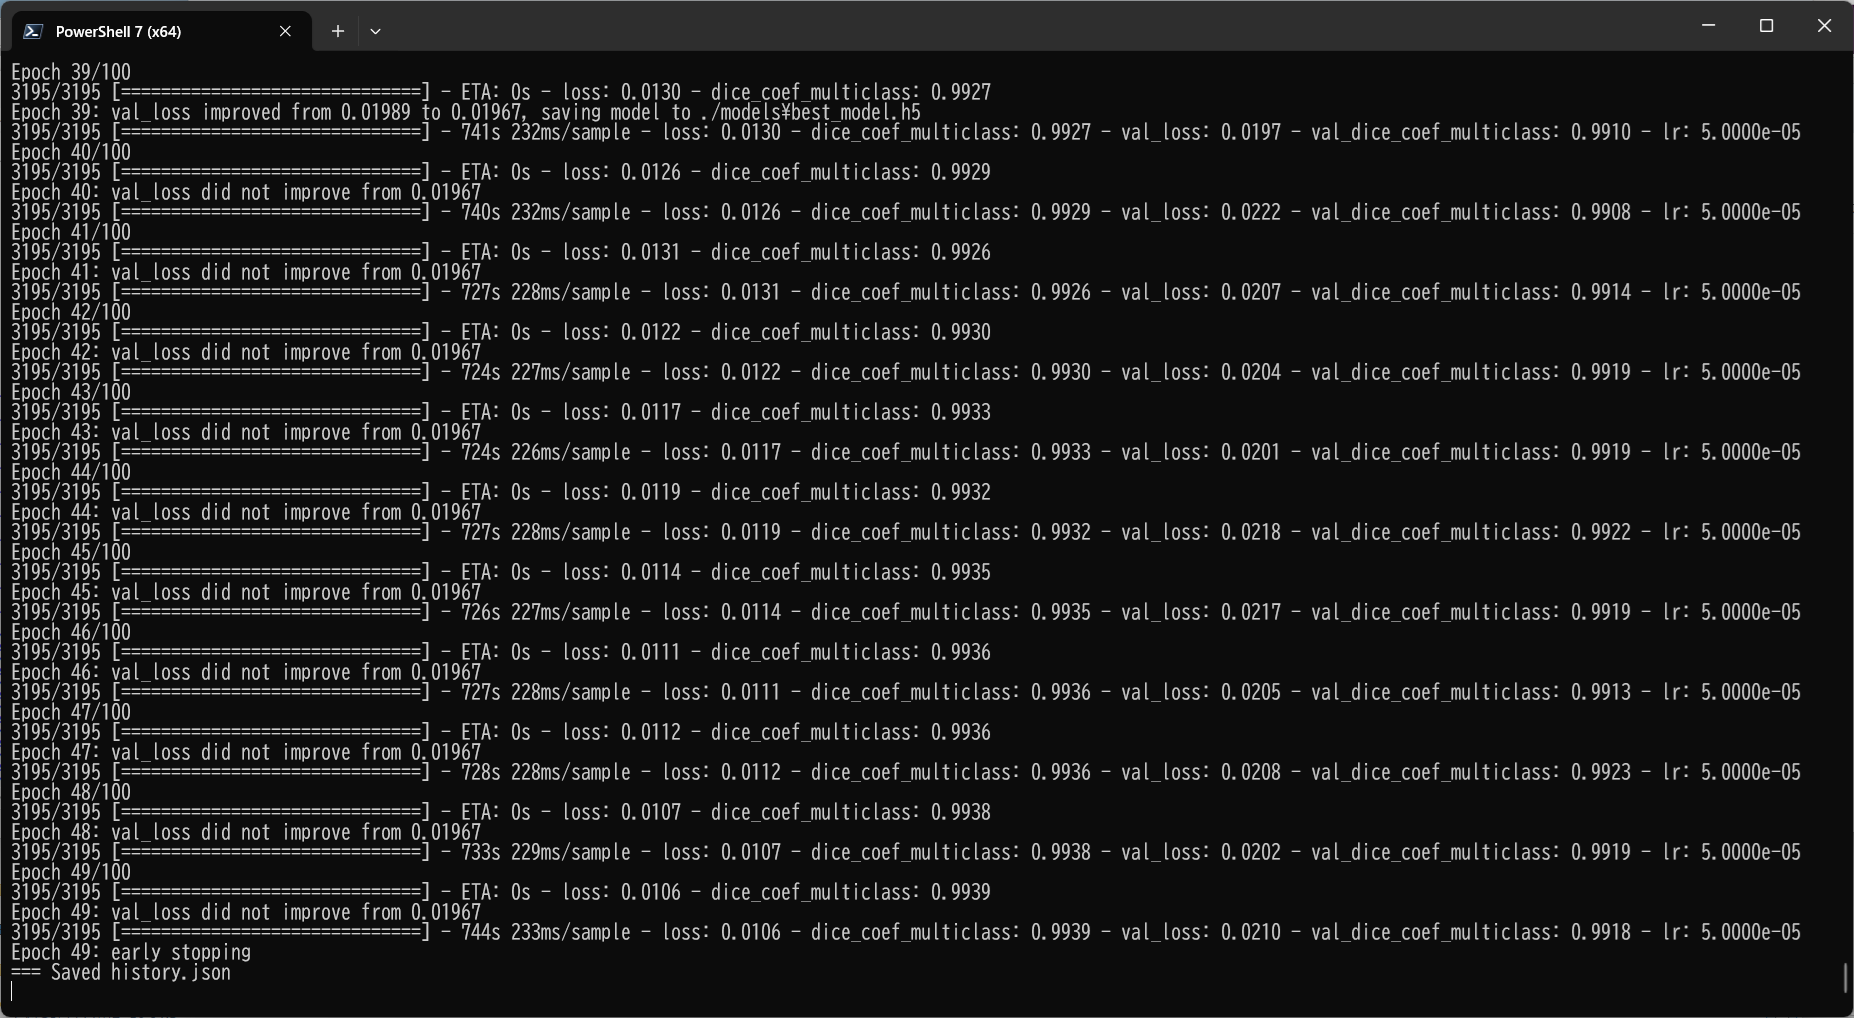 PowerShell 7 (x64)
Epoch 39/100
3195/3195 [==============================] - ETA: 0s - loss: 0.0130 - dice_coef_multiclass: 0.9927
Epoch 39: val_loss improved from 0.01989 to 0.01967, saving model to ./models¥best_model.h5
3195/3195 [==============================] - 741s 232ms/sample - loss: 0.0130 - dice_coef_multiclass: 0.9927 - val_loss: 0.0197 - val_dice_coef_multiclass: 0.9910 - lr: 5.0000e-05
Epoch 40/100
3195/3195 [==============================] - ETA: 0s - loss: 0.0126 - dice_coef_multiclass: 0.9929
Epoch 40: val_loss did not improve from 0.01967
3195/3195 [==============================] - 740s 232ms/sample - loss: 0.0126 - dice_coef_multiclass: 0.9929 - val_loss: 0.0222 - val_dice_coef_multiclass: 0.9908 - lr: 5.0000e-05
Epoch 41/100
3195/3195 [==============================] - ETA: 0s - loss: 0.0131 - dice_coef_multiclass: 0.9926
Epoch 41: val_loss did not improve from 0.01967
3195/3195 [==============================] - 727s 228ms/sample - loss: 0.0131 - dice_coef_multiclass: 0.9926 - val_loss: 0.0207 - val_dice_coef_multiclass: 0.9914 - lr: 5.0000e-05
Epoch 42/100
3195/3195 [==============================] - ETA: 0s - loss: 0.0122 - dice_coef_multiclass: 0.9930
Epoch 42: val_loss did not improve from 0.01967
3195/3195 [==============================] - 724s 227ms/sample - loss: 0.0122 - dice_coef_multiclass: 0.9930 - val_loss: 0.0204 - val_dice_coef_multiclass: 0.9919 - lr: 5.0000e-05
Epoch 43/100
3195/3195 [==============================] - ETA: 0s - loss: 0.0117 - dice_coef_multiclass: 0.9933
Epoch 43: val_loss did not improve from 0.01967
3195/3195 [==============================] - 724s 226ms/sample - loss: 0.0117 - dice_coef_multiclass: 0.9933 - val_loss: 0.0201 - val_dice_coef_multiclass: 0.9919 - lr: 5.0000e-05
Epoch 44/100
3195/3195 [==============================] - ETA: 0s - loss: 0.0119 - dice_coef_multiclass: 0.9932
Epoch 44: val_loss did not improve from 0.01967
3195/3195 [==============================] - 727s 228ms/sample - loss: 0.0119 - dice_coef_multiclass: 0.9932 - val_loss: 0.0218 - val_dice_coef_multiclass: 0.9922 - lr: 5.0000e-05
Epoch 45/100
3195/3195 [==============================] - ETA: 0s - loss: 0.0114 - dice_coef_multiclass: 0.9935
Epoch 45: val_loss did not improve from 0.01967
3195/3195 [==============================] - 726s 227ms/sample - loss: 0.0114 - dice_coef_multiclass: 0.9935 - val_loss: 0.0217 - val_dice_coef_multiclass: 0.9919 - lr: 5.0000e-05
Epoch 46/100
3195/3195 [==============================] - ETA: 0s - loss: 0.0111 - dice_coef_multiclass: 0.9936
Epoch 46: val_loss did not improve from 0.01967
3195/3195 [==============================] - 727s 228ms/sample - loss: 0.0111 - dice_coef_multiclass: 0.9936 - val_loss: 0.0205 - val_dice_coef_multiclass: 0.9913 - lr: 5.0000e-05
Epoch 47/100
3195/3195 [==============================] - ETA: 0s - loss: 0.0112 - dice_coef_multiclass: 0.9936
Epoch 47: val_loss did not improve from 0.01967
3195/3195 [==============================] - 728s 228ms/sample - loss: 0.0112 - dice_coef_multiclass: 0.9936 - val_loss: 0.0208 - val_dice_coef_multiclass: 0.9923 - lr: 5.0000e-05
Epoch 48/100
3195/3195 [==============================] - ETA: 0s - loss: 0.0107 - dice_coef_multiclass: 0.9938
Epoch 48: val_loss did not improve from 0.01967
3195/3195 [==============================] - 733s 229ms/sample - loss: 0.0107 - dice_coef_multiclass: 0.9938 - val_loss: 0.0202 - val_dice_coef_multiclass: 0.9919 - lr: 5.0000e-05
Epoch 49/100
3195/3195 [==============================] - ETA: 0s - loss: 0.0106 - dice_coef_multiclass: 0.9939
Epoch 49: val_loss did not improve from 0.01967
3195/3195 [==============================] - 744s 233ms/sample - loss: 0.0106 - dice_coef_multiclass: 0.9939 - val_loss: 0.0210 - val_dice_coef_multiclass: 0.9918 - lr: 5.0000e-05
Epoch 49: early stopping
=== Saved history.json